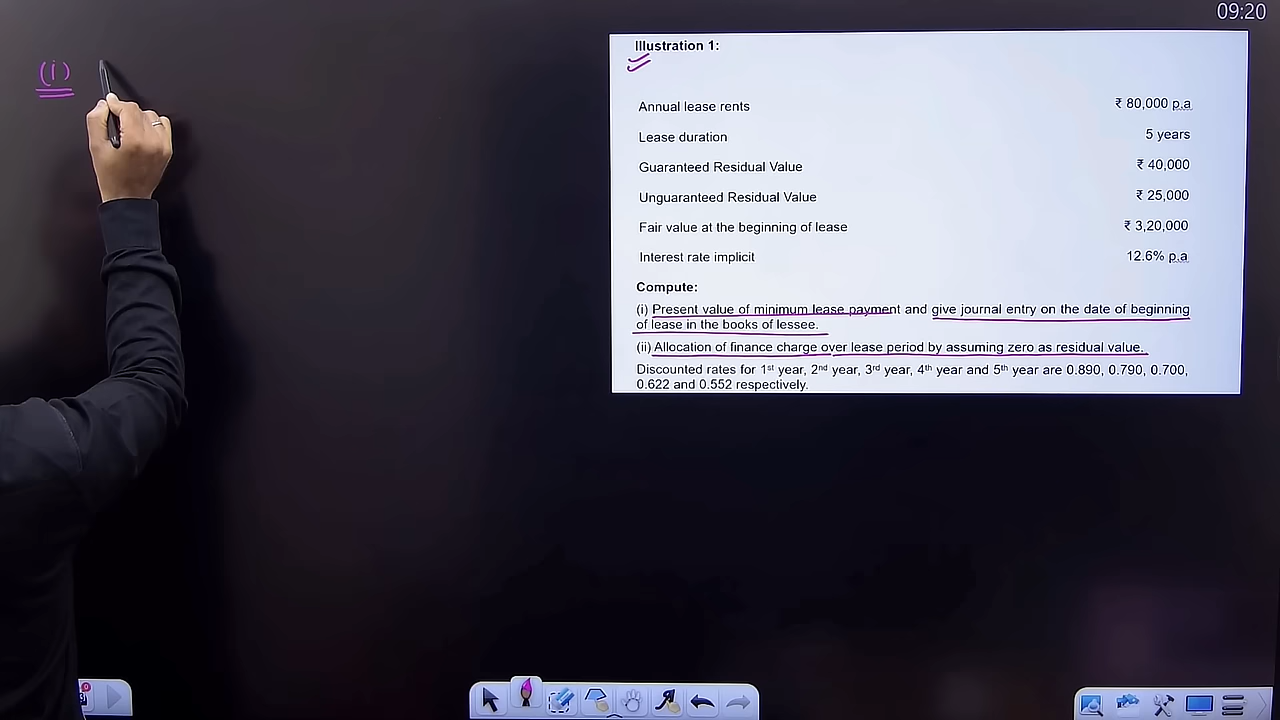 09:20
(i)
Illustration 1:
Annual lease rents ₹ 80,000 p.a
Lease duration 5 years
Guaranteed Residual Value ₹ 40,000
Unguaranteed Residual Value ₹ 25,000
Fair value at the beginning of lease ₹ 3,20,000
Interest rate implicit 12.6% p.a
Compute:
(i) Present value of minimum lease payment and give journal entry on the date of beginning
of lease in the books of lessee.
(ii) Allocation of finance charge over lease period by assuming zero as residual value.
Discounted rates for 1st year, 2nd year, 3rd year, 4th year and 5th year are 0.890, 0.790, 0.700,
0.622 and 0.552 respectively.